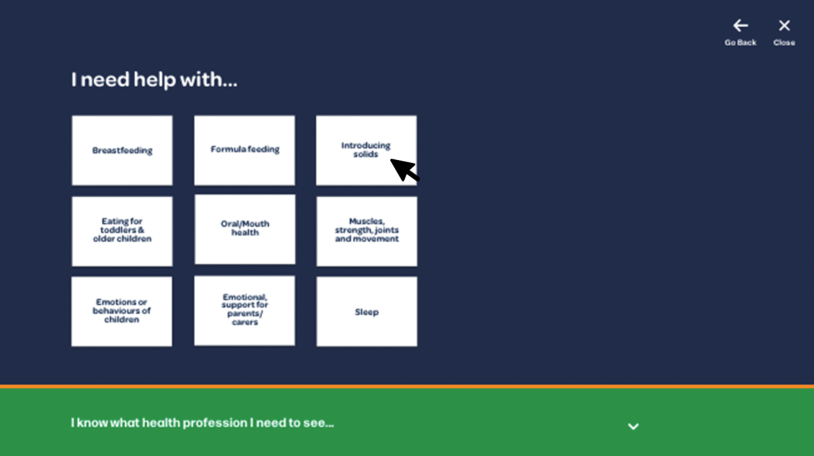 Go Back
Close
I need help with...
Breastfeeding
Formula feeding
Introducing
solids
Eating for
toddlers &
older children
Oral/Mouth
health
Muscles,
strength, joints
and movement
Emotions or
behaviours of
children
Emotional,
support for
parents/
carers
Sleep
I know what health profession I need to see...